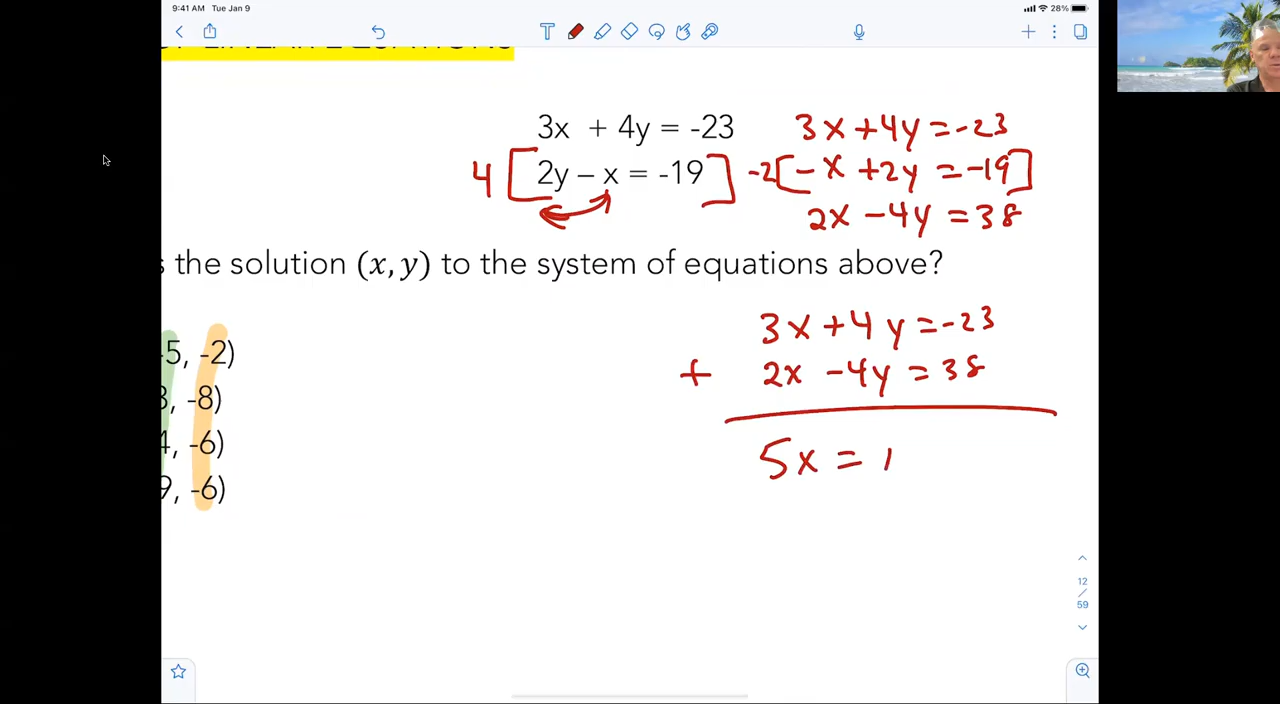 9:41 AM Tue Jan 9
28%
LINEAR EQUATIONS
3x + 4y = -23
3x+4y=-23
4 [ 2y – x = -19 ]
-2[-x +2y =-19]
2x -4y =38
the solution (x, y) to the system of equations above?
3x+4y=-23
+ 2x -4y=38
5x = 1
5, -2)
, -8)
4, -6)
9, -6)
12
/
59